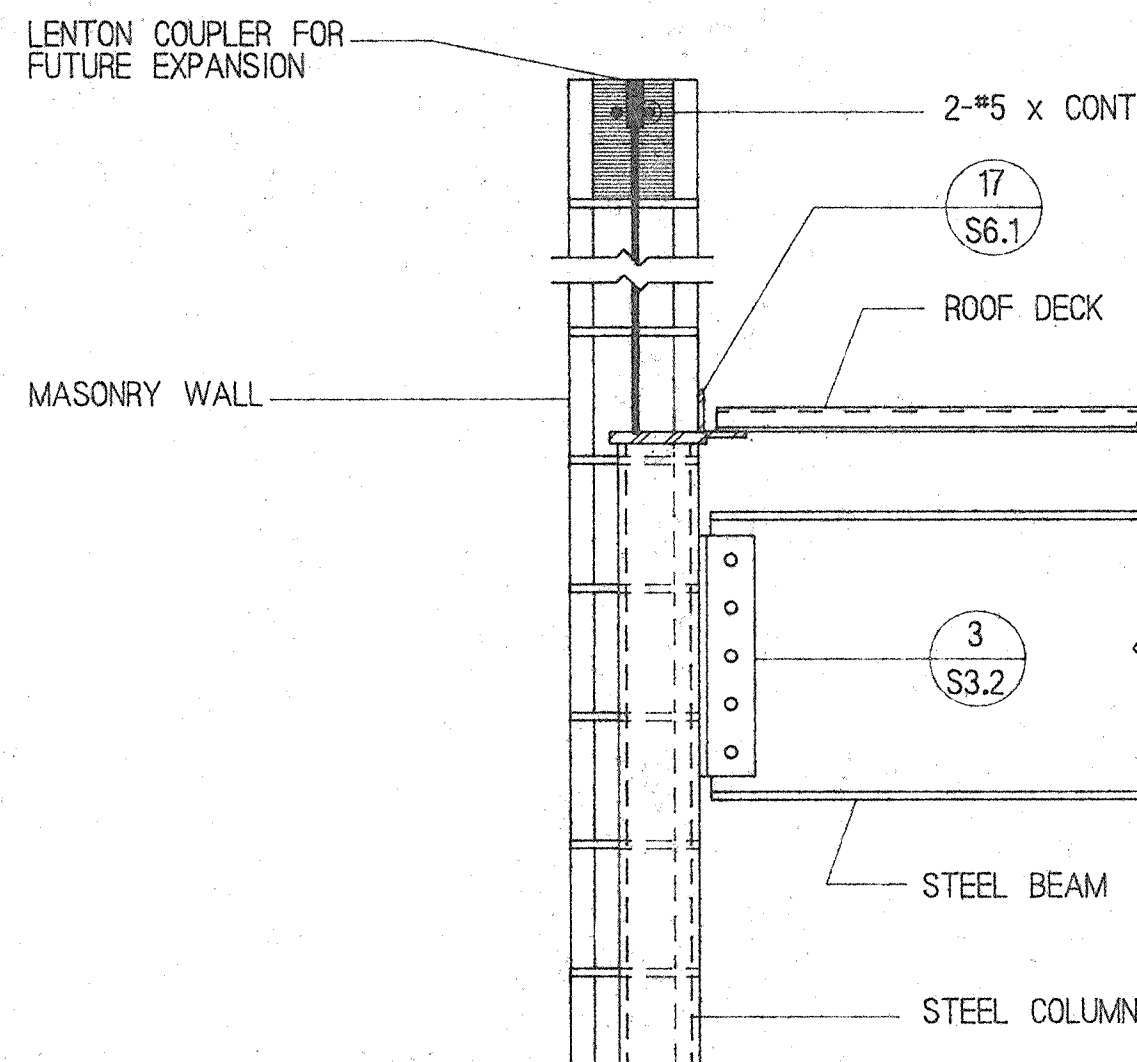 LENTON COUPLER FOR
FUTURE EXPANSION
2-#5 x CONT
17
S6.1
ROOF DECK
MASONRY WALL
3
S3.2
STEEL BEAM
STEEL COLUMN